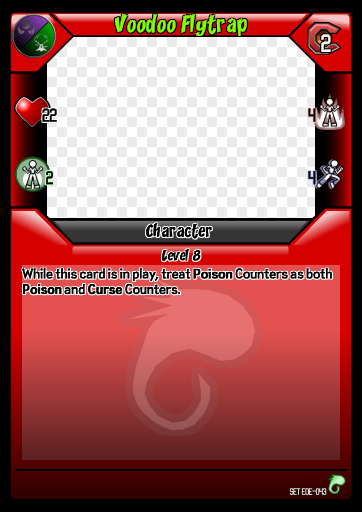 Voodoo Flytrap
2
22
4
2
4
Character
Level 8
While this card is in play, treat Poison Counters as both
Poison and Curse Counters.
SET EOE-043